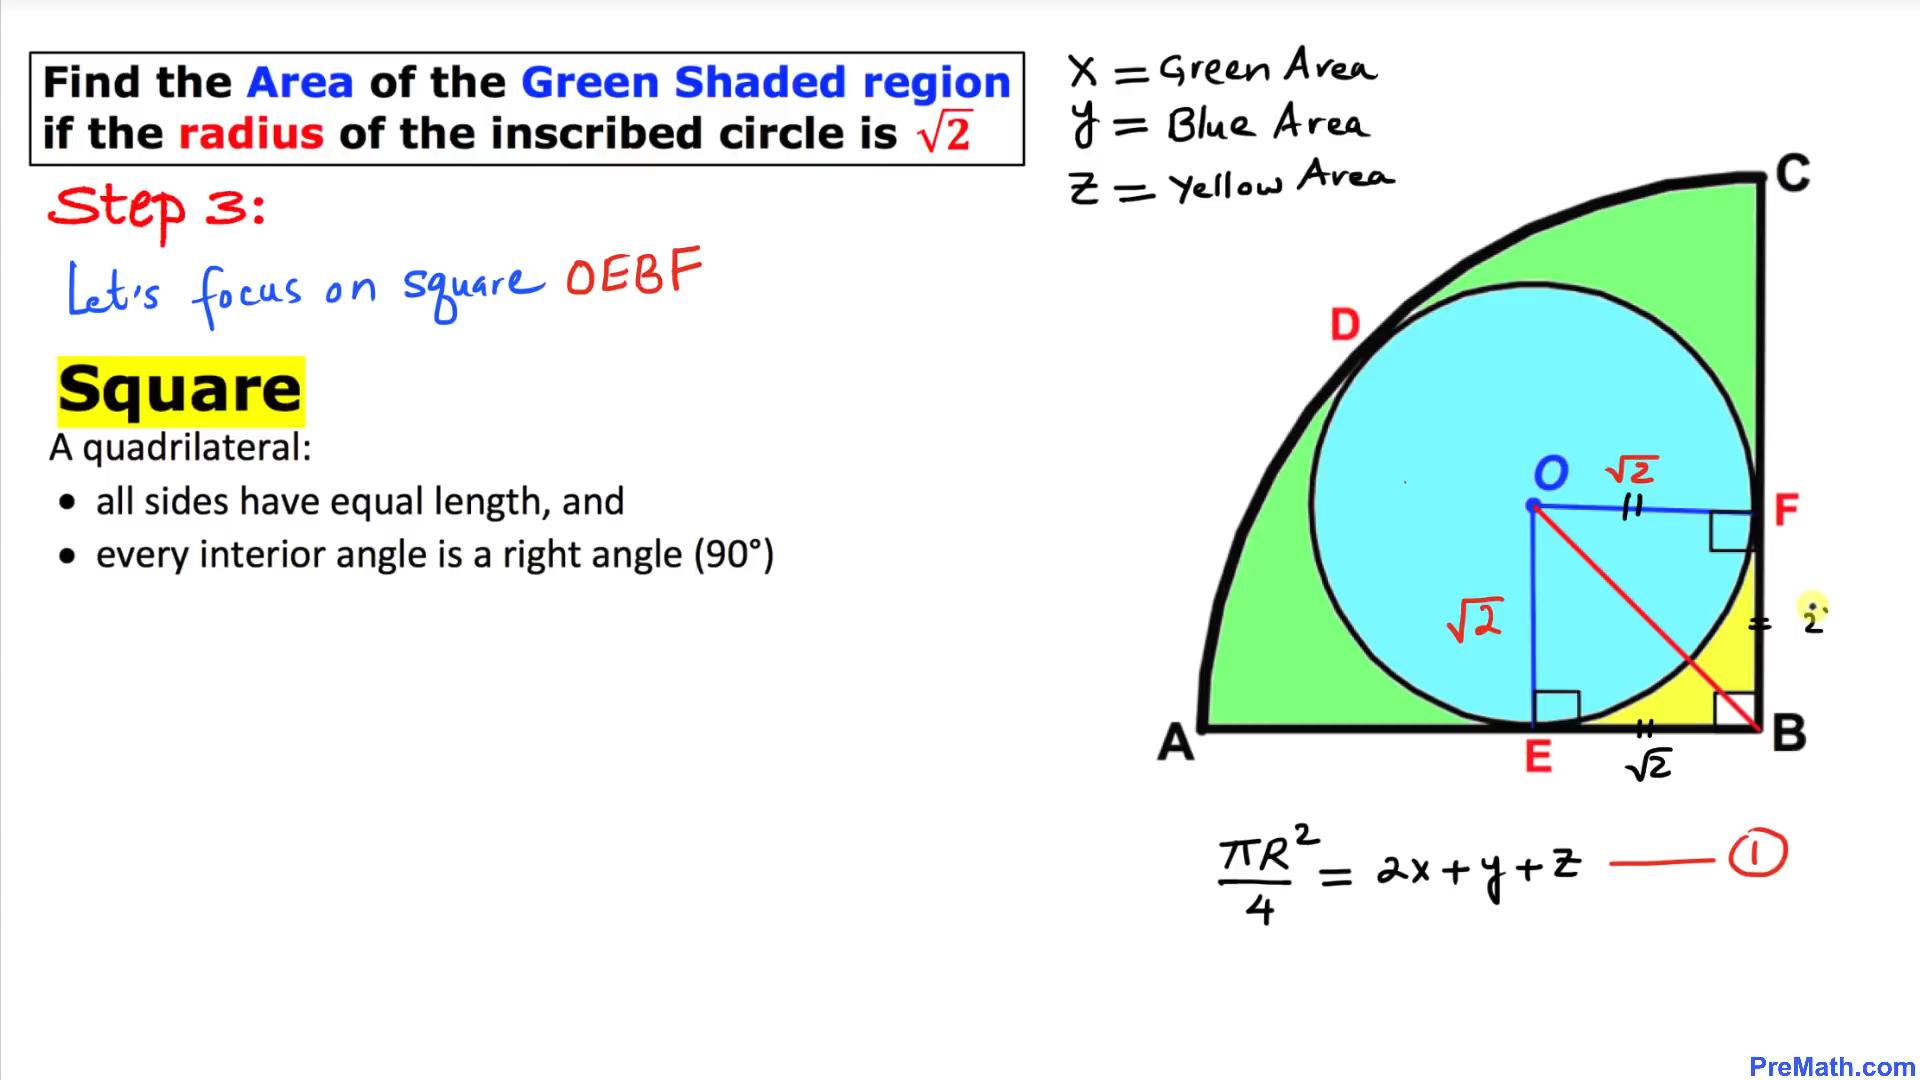 Find the Area of the Green Shaded region
if the radius of the inscribed circle is √2
x = Green Area
y = Blue Area
z = Yellow Area
Step 3:
Let's focus on square OEBF
Square
A quadrilateral:
• all sides have equal length, and
• every interior angle is a right angle (90°)
C
D
O √2
F
√2
2
A
E
B
√2
πR²/4 = 2x + y + z —— ①
PreMath.com